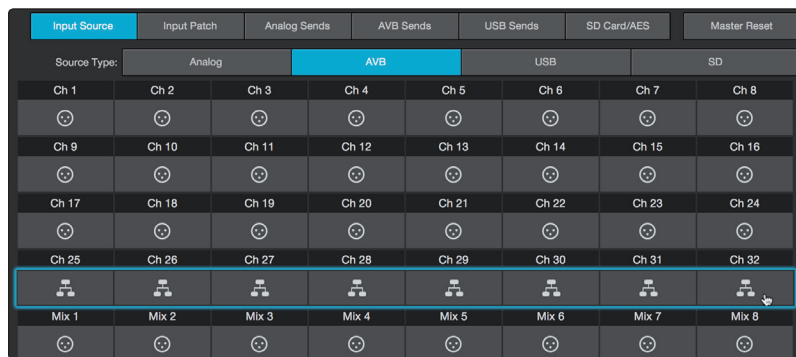 Input Source Input Patch Analog Sends AVB Sends USB Sends SD Card/AES Master Reset
Source Type: Analog AVB USB SD
Ch 1 Ch 2 Ch 3 Ch 4 Ch 5 Ch 6 Ch 7 Ch 8
Ch 9 Ch 10 Ch 11 Ch 12 Ch 13 Ch 14 Ch 15 Ch 16
Ch 17 Ch 18 Ch 19 Ch 20 Ch 21 Ch 22 Ch 23 Ch 24
Ch 25 Ch 26 Ch 27 Ch 28 Ch 29 Ch 30 Ch 31 Ch 32
Mix 1 Mix 2 Mix 3 Mix 4 Mix 5 Mix 6 Mix 7 Mix 8